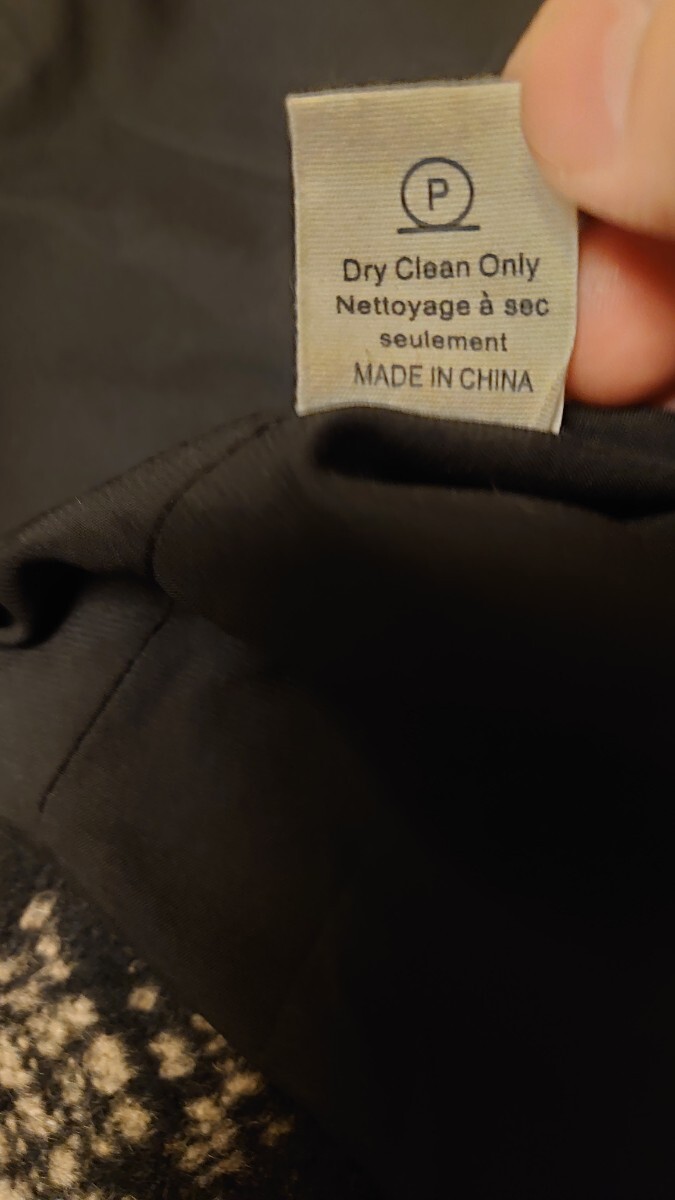 P
Dry Clean Only
Nettoyage à sec
seulement
MADE IN CHINA